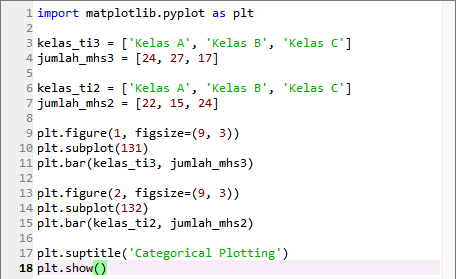 1 import matplotlib.pyplot as plt
2
3 kelas_ti3 = ['Kelas A', 'Kelas B', 'Kelas C']
4 jumlah_mhs3 = [24, 27, 17]
5
6 kelas_ti2 = ['Kelas A', 'Kelas B', 'Kelas C']
7 jumlah_mhs2 = [22, 15, 24]
8
9 plt.figure(1, figsize=(9, 3))
10 plt.subplot(131)
11 plt.bar(kelas_ti3, jumlah_mhs3)
12
13 plt.figure(2, figsize=(9, 3))
14 plt.subplot(132)
15 plt.bar(kelas_ti2, jumlah_mhs2)
16
17 plt.suptitle('Categorical Plotting')
18 plt.show()